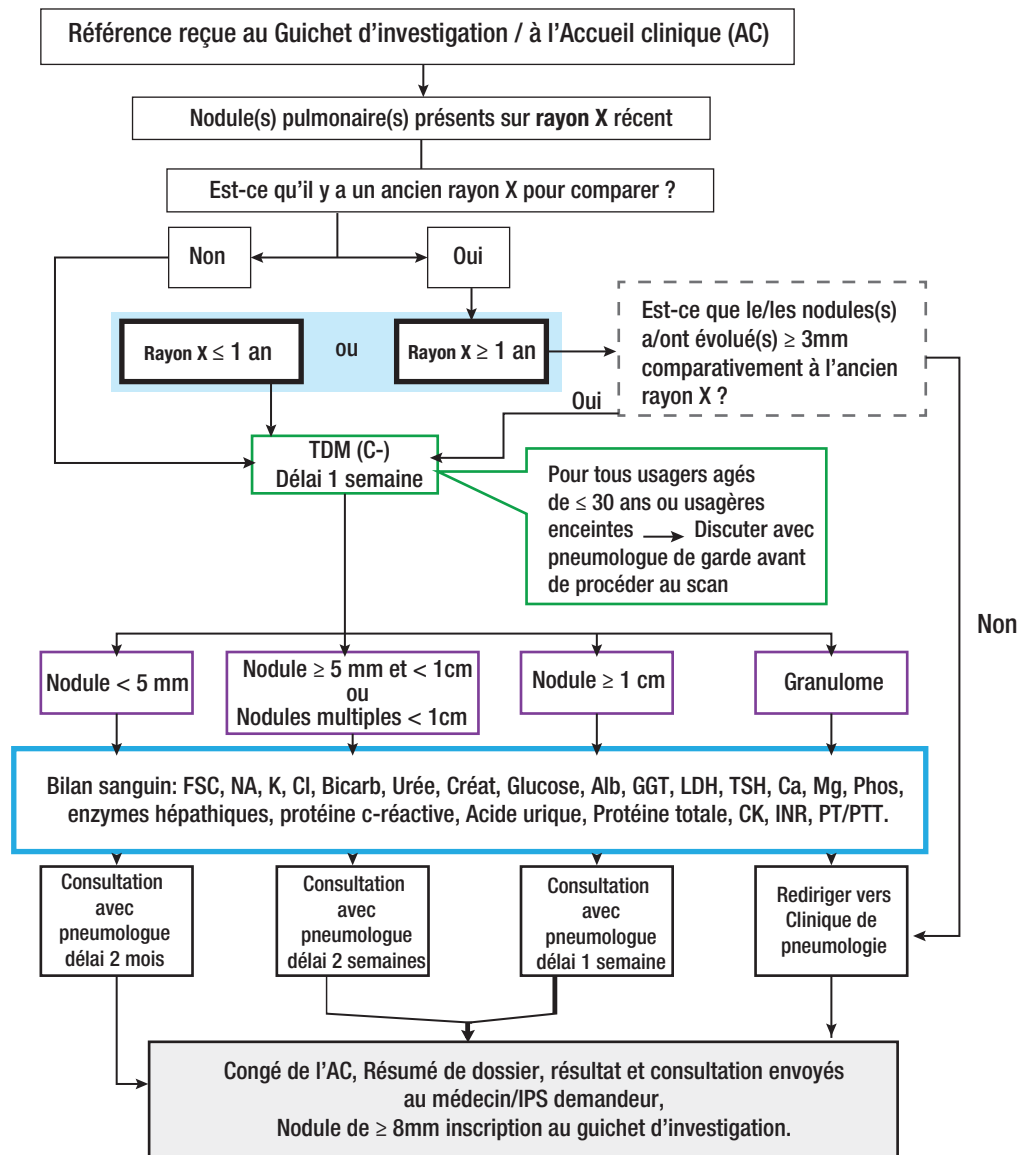 Référence reçue au Guichet d'investigation / à l'Accueil clinique (AC)
Nodule(s) pulmonaire(s) présents sur rayon X récent
Est-ce qu'il y a un ancien rayon X pour comparer ?
Non
Oui
Rayon X ≤ 1 an
ou
Rayon X ≥ 1 an
Est-ce que le/les nodules(s)
a/ont évolué(s) ≥ 3mm
comparativement à l'ancien
rayon X ?
Oui
Non
TDM (C-)
Délai 1 semaine
Pour tous usagers agés
de ≤ 30 ans ou usagères
enceintes → Discuter avec
pneumologue de garde avant
de procéder au scan
Nodule < 5 mm
Nodule ≥ 5 mm et < 1cm
ou
Nodules multiples < 1cm
Nodule ≥ 1 cm
Granulome
Bilan sanguin: FSC, NA, K, Cl, Bicarb, Urée, Créat, Glucose, Alb, GGT, LDH, TSH, Ca, Mg, Phos,
enzymes hépathiques, protéine c-réactive, Acide urique, Protéine totale, CK, INR, PT/PTT.
Consultation
avec
pneumologue
délai 2 mois
Consultation
avec
pneumologue
délai 2 semaines
Consultation
avec
pneumologue
délai 1 semaine
Rediriger vers
Clinique de
pneumologie
Congé de l'AC, Résumé de dossier, résultat et consultation envoyés
au médecin/IPS demandeur,
Nodule de ≥ 8mm inscription au guichet d'investigation.